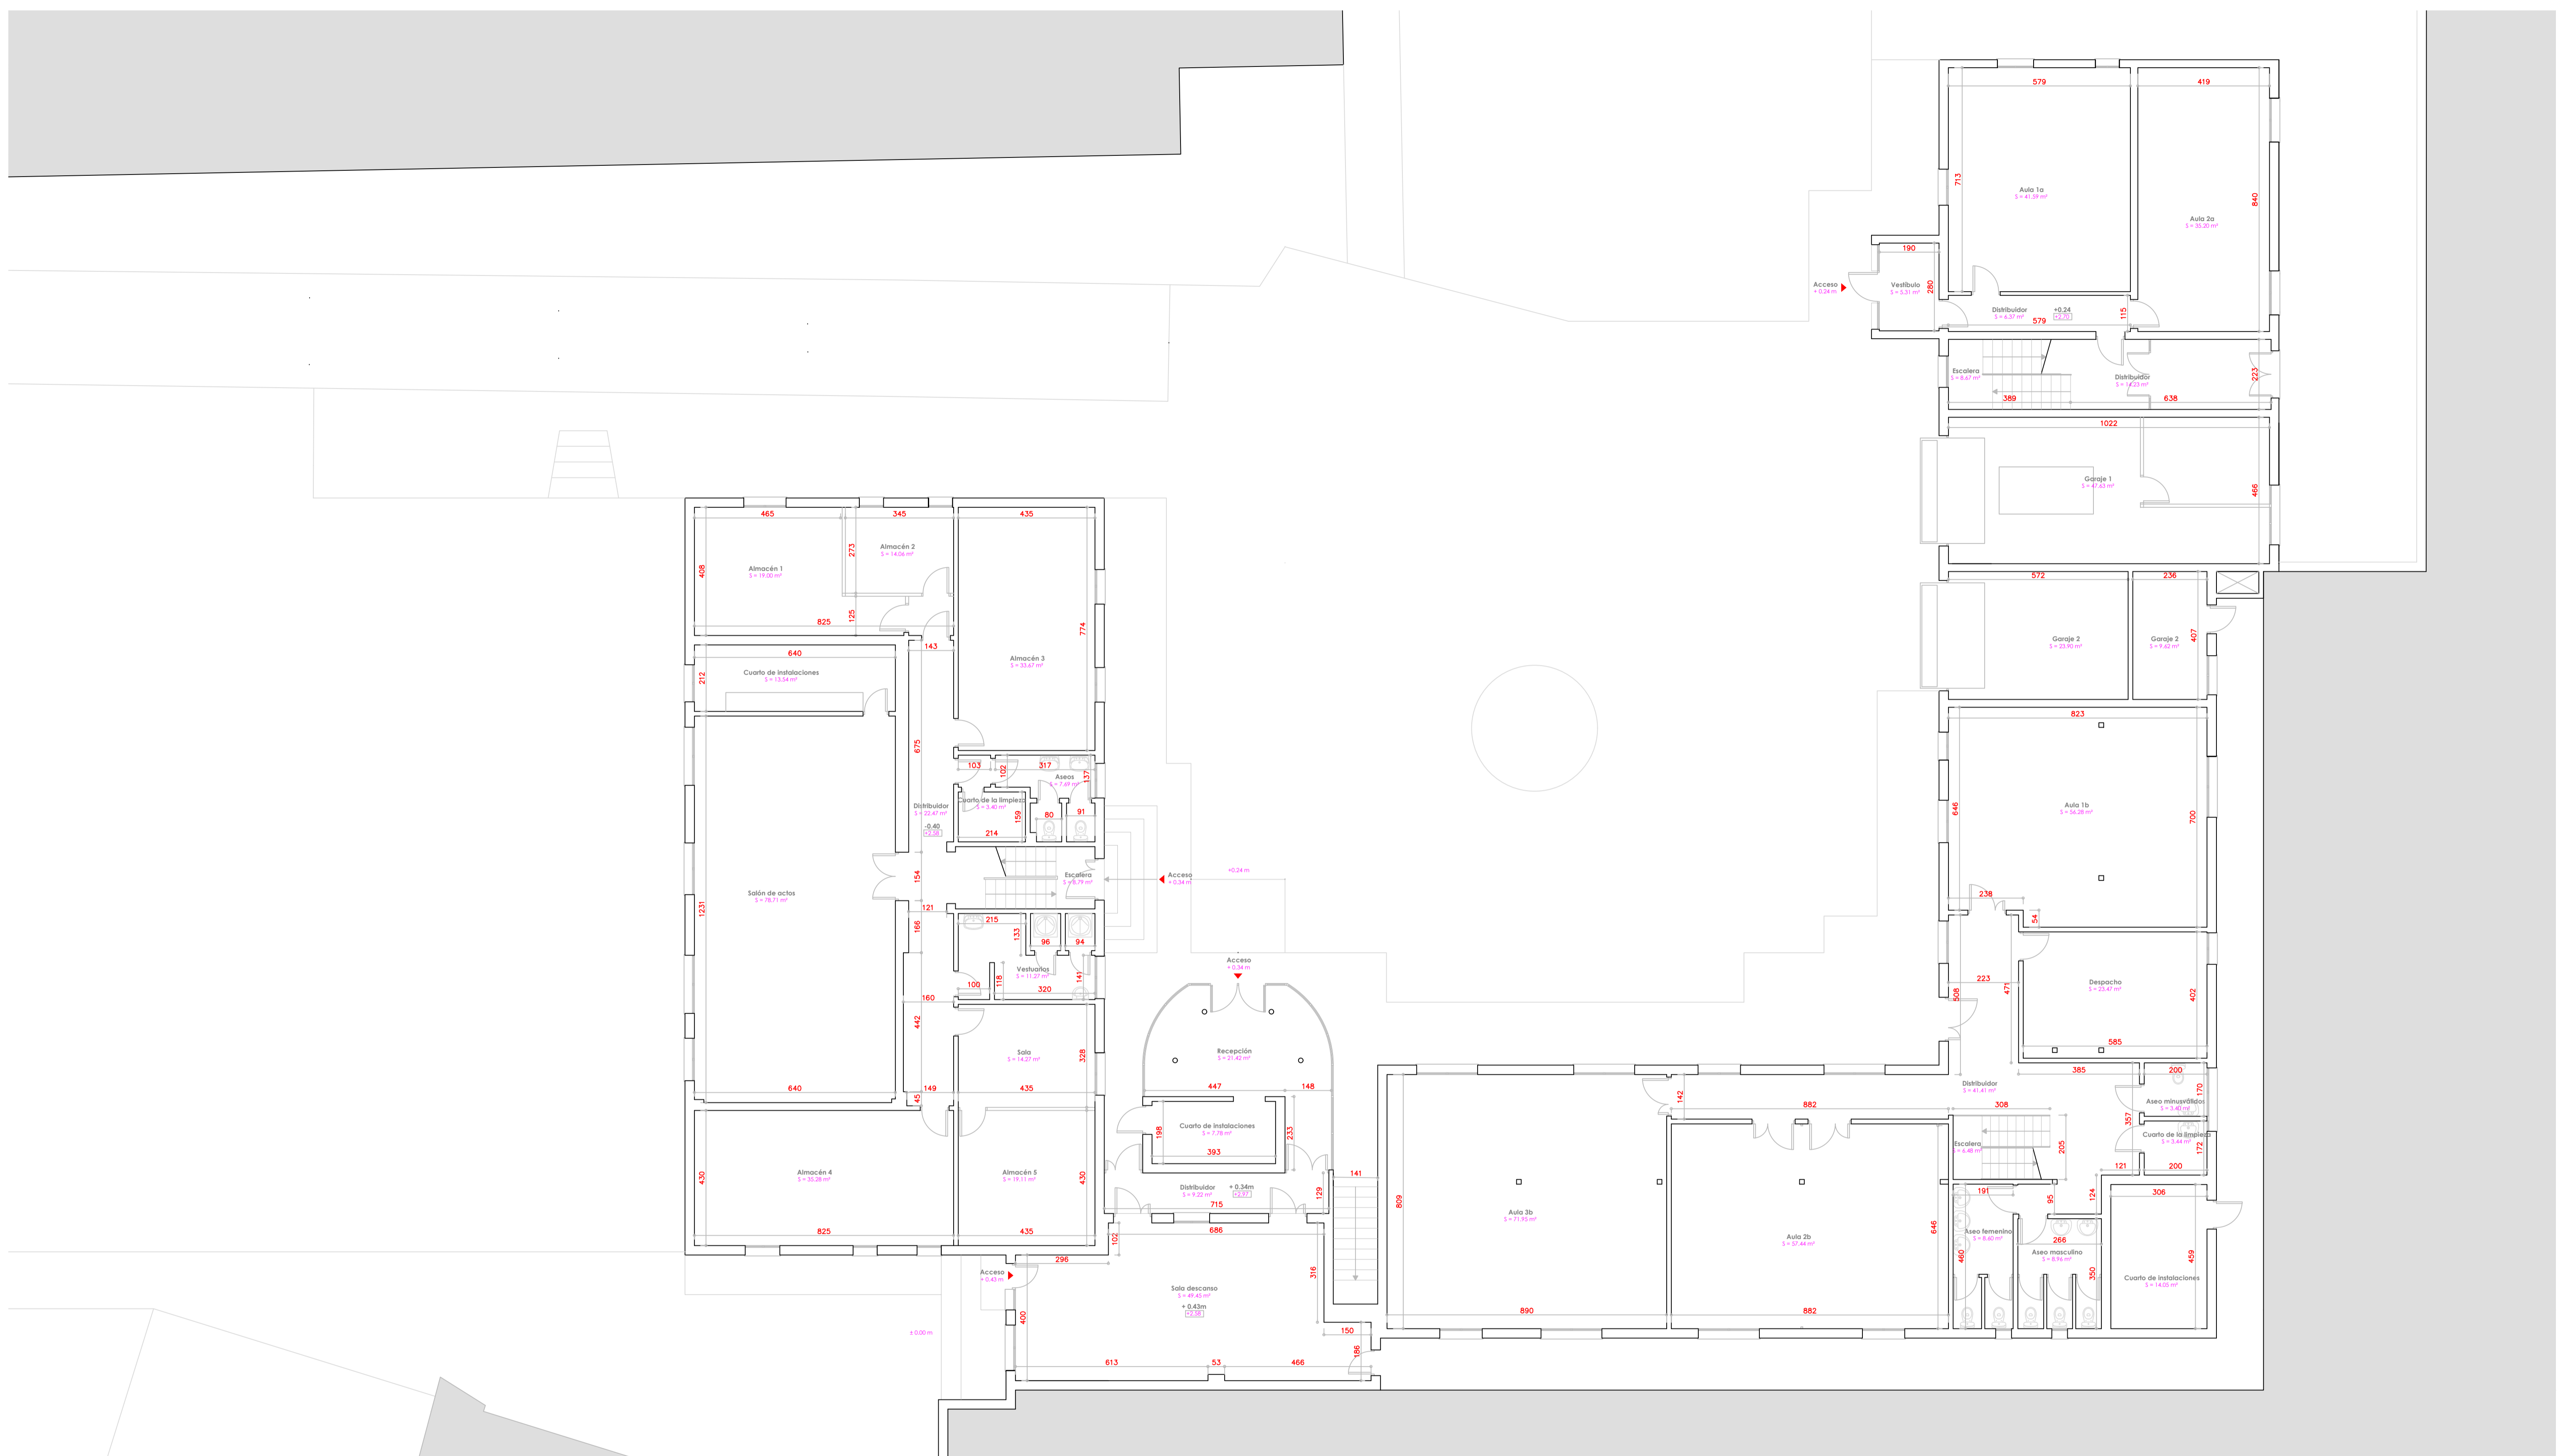 579
419
713
Aula 1a
S = 41.59 m²
840
Aula 2a
S = 35.20 m²
190
280
Acceso
+ 0.24 m
Vestíbulo
S = 5.31 m²
Distribuidor
S = 6.37 m²
+0.24
+2.70
115
579
Escalera
S = 8.67 m²
Distribuidor
S = 14.23 m²
223
389
638
1022
Garaje 1
S = 47.63 m²
466
572
236
Garaje 2
S = 23.90 m²
Garaje 2
S = 9.62 m²
407
465
345
435
273
Almacén 2
S = 14.06 m²
408
Almacén 1
S = 19.00 m²
125
825
774
143
640
Almacén 3
S = 33.67 m²
212
Cuarto de instalaciones
S = 13.54 m²
675
103
102
317
137
Aseos
S = 7.69 m²
Cuarto de la limpieza
S = 3.40 m²
159
80
91
214
Distribuidor
S = 22.47 m²
-0.40
+2.58
154
Escalera
S = 8.79 m²
Acceso
+ 0.34 m
+0.24 m
Salón de actos
S = 78.71 m²
1231
121
166
215
133
96
94
Vestuarios
S = 11.27 m²
118
141
100
320
160
442
Sala
S = 14.27 m²
328
640
149
435
45
430
Almacén 4
S = 35.28 m²
Almacén 5
S = 19.11 m²
430
825
435
Acceso
+ 0.34 m
Recepción
S = 21.42 m²
447
148
198
Cuarto de instalaciones
S = 7.78 m²
233
393
Distribuidor
S = 9.22 m²
+ 0.34m
+2.97
129
715
141
686
102
296
Acceso
+ 0.43 m
Sala descanso
S = 49.45 m²
+ 0.43m
+2.58
316
400
± 0.00 m
150
186
613
53
466
823
646
Aula 1b
S = 56.28 m²
700
238
54
223
508
471
Despacho
S = 23.47 m²
402
585
385
200
170
Distribuidor
S = 41.41 m²
Aseo minusválidos
S = 3.40 m²
142
882
308
357
Escalera
S = 6.48 m²
205
Cuarto de la limpieza
S = 3.44 m²
172
121
200
809
Aula 3b
S = 71.95 m²
Aula 2b
S = 57.44 m²
646
890
882
191
95
124
306
Aseo femenino
S = 8.60 m²
460
266
Aseo masculino
S = 8.96 m²
350
459
Cuarto de instalaciones
S = 14.05 m²